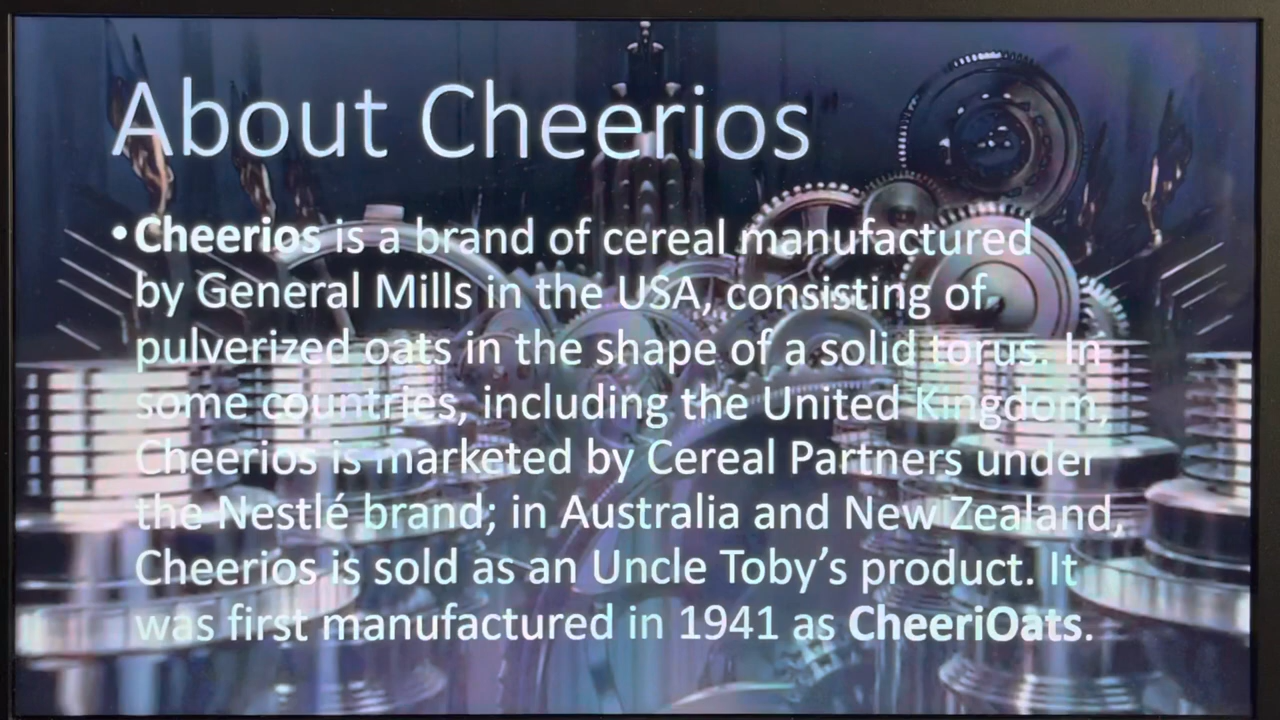 About Cheerios
•Cheerios is a brand of cereal manufactured
by General Mills in the USA, consisting of
pulverized oats in the shape of a solid torus. In
some countries, including the United Kingdom,
Cheerios is marketed by Cereal Partners under
the Nestlé brand; in Australia and New Zealand,
Cheerios is sold as an Uncle Toby’s product. It
was first manufactured in 1941 as CheeriOats.